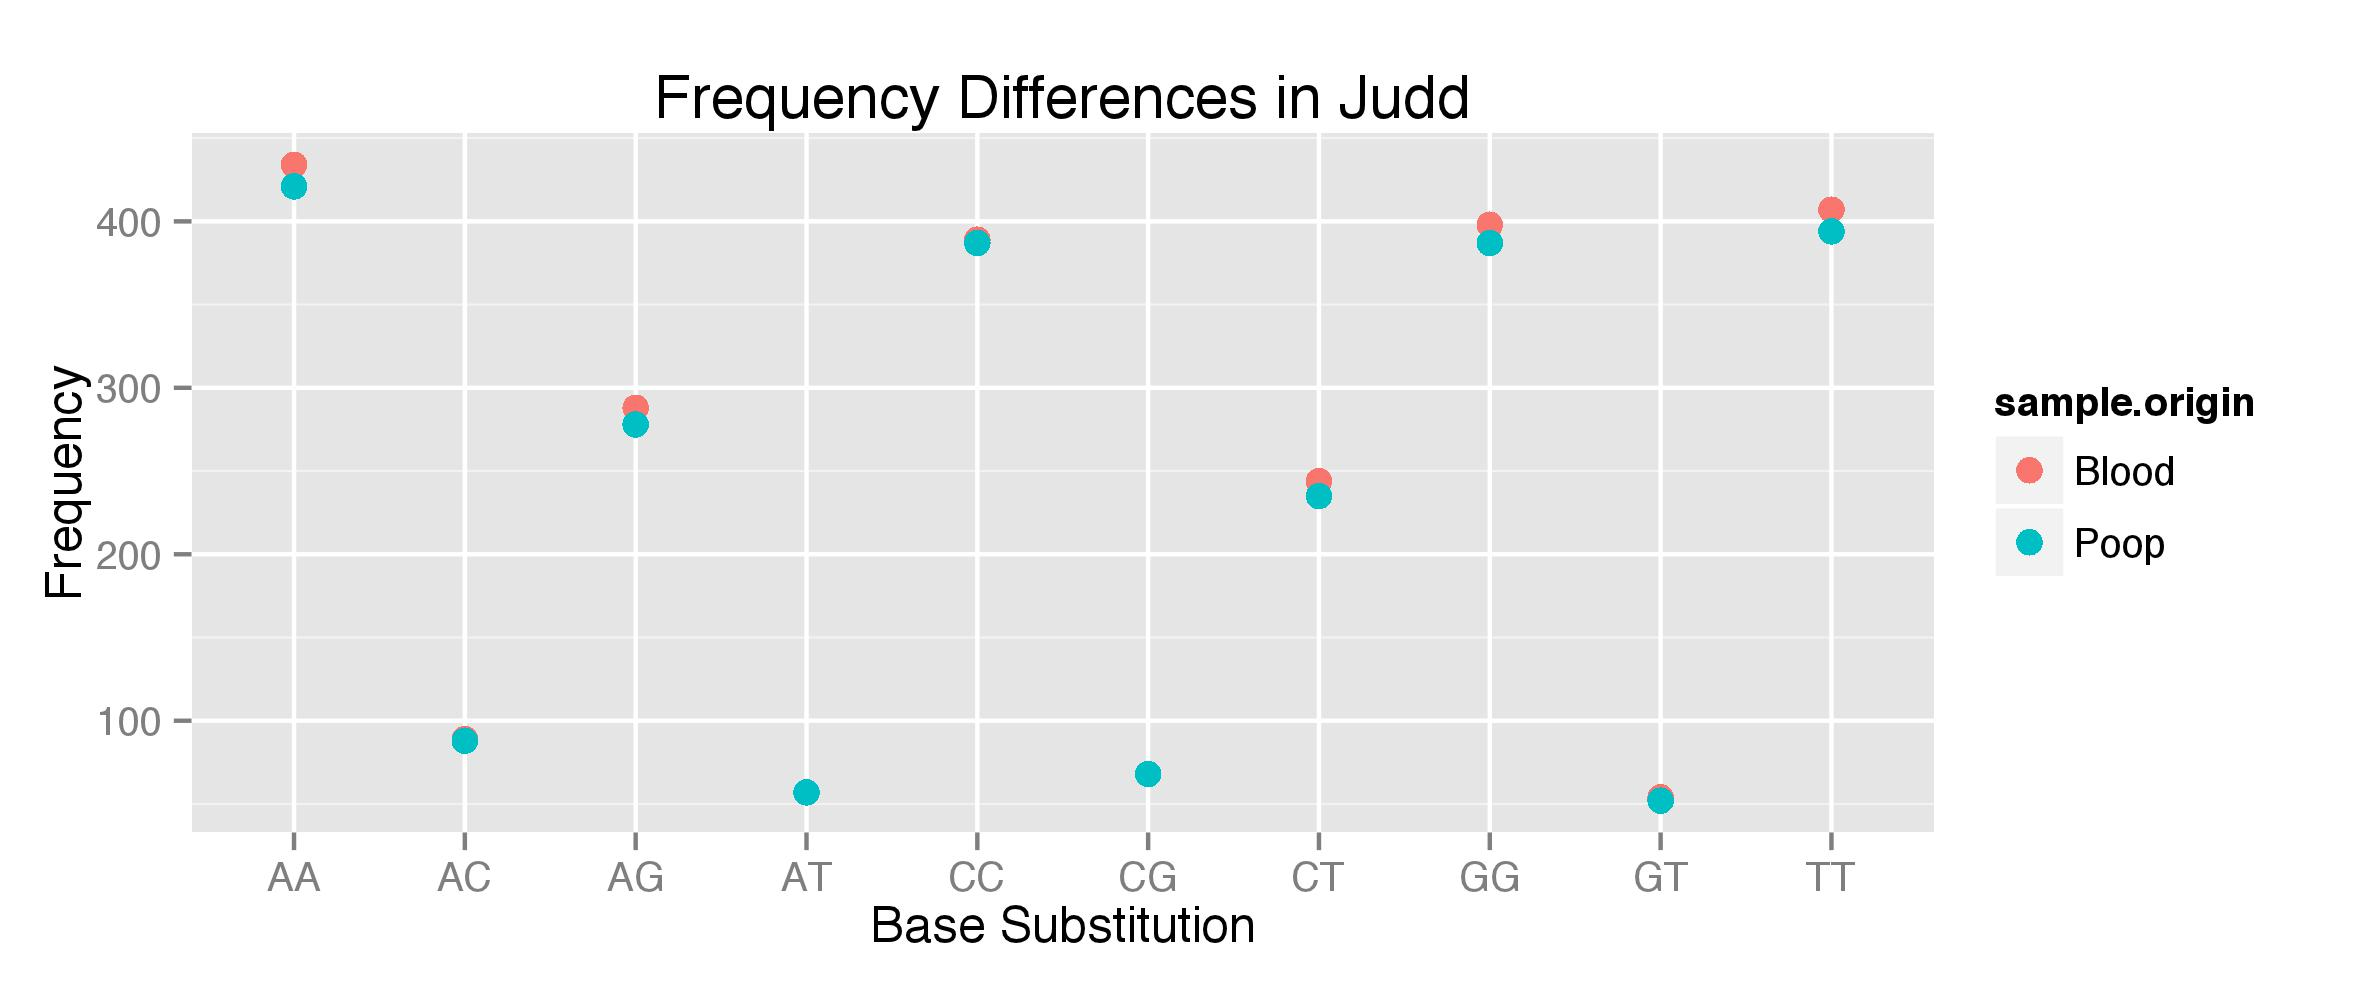 Frequency Differences in Judd
Frequency
400
300
200
100
AA AC AG AT CC CG CT GG GT TT
Base Substitution
sample.origin
Blood
Poop